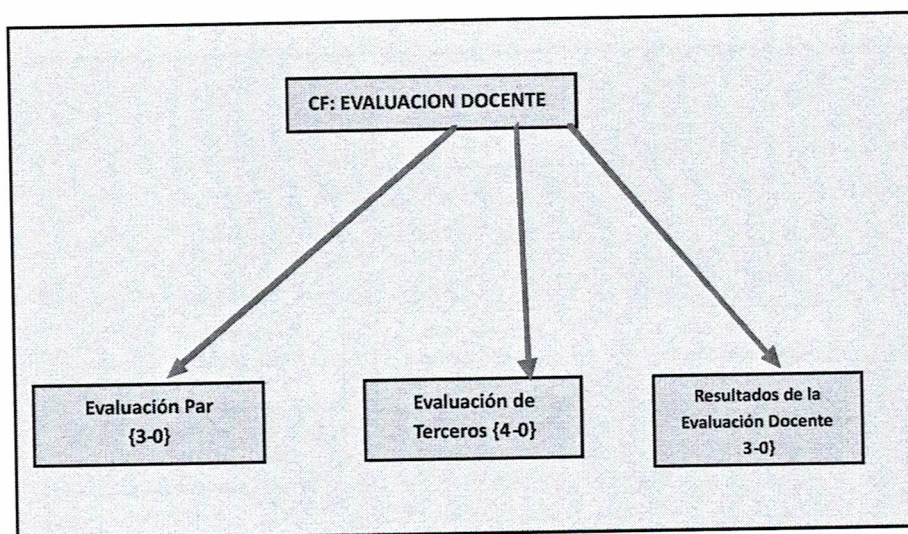 CF: EVALUACION DOCENTE
Evaluación Par
{3-0}
Evaluación de
Terceros {4-0}
Resultados de la
Evaluación Docente
3-0}